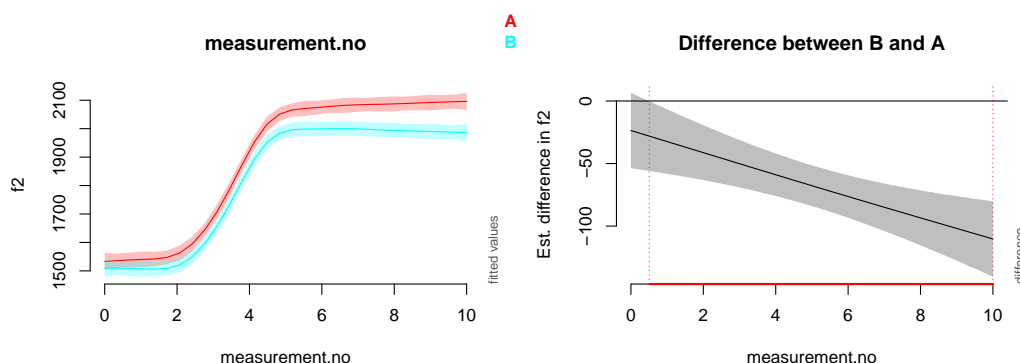 A
B
measurement.no
f2
2100
1900
1700
1500
0 2 4 6 8 10
measurement.no
fitted values
Difference between B and A
Est. difference in f2
0
−50
−100
0 2 4 6 8 10
measurement.no
difference